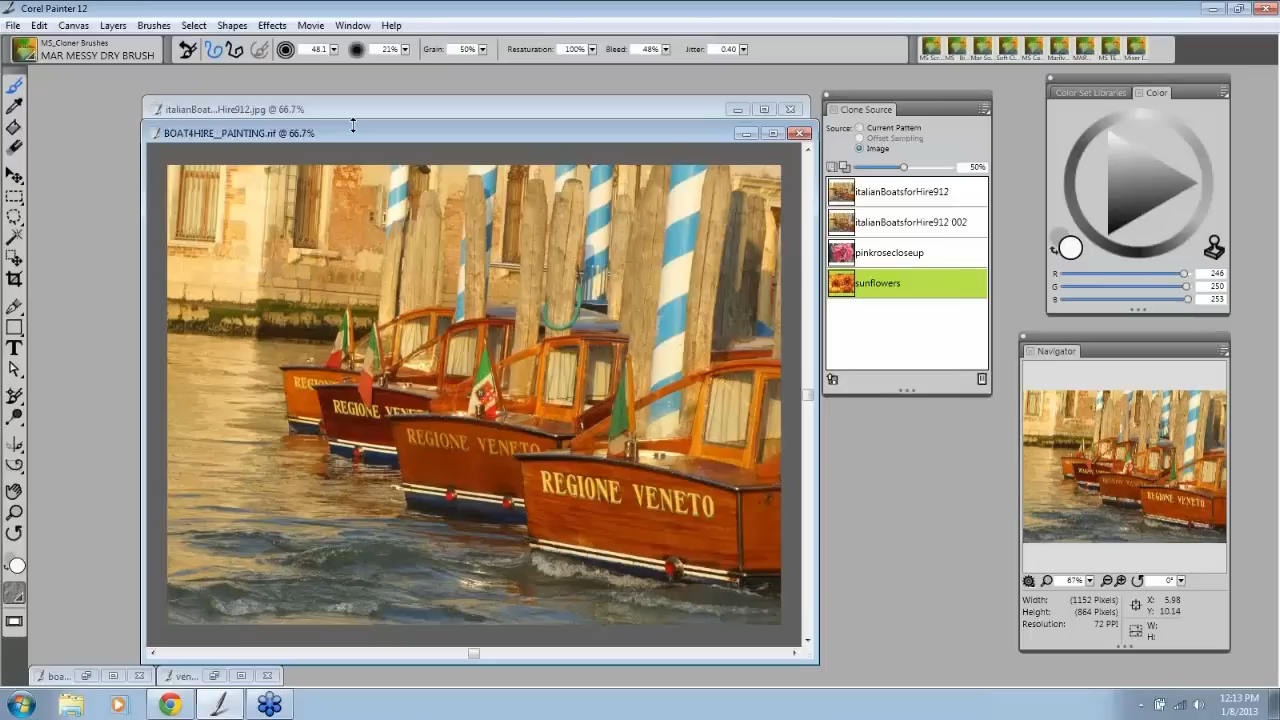 Corel Painter 12
File Edit Canvas Layers Brushes Select Shapes Effects Movie Window Help
MS_Cloner Brushes
MAR MESSY DRY BRUSH
48.1 21% Grain: 50% Resaturation: 100% Bleed: 48% Jitter: 0.40
italianBoat...Hire912.jpg @ 66.7%
BOAT4HIRE_PAINTING.rif @ 66.7%
Clone Source
Source: Current Pattern
Offset Sampling
Image
50%
italianBoatsforHire912
italianBoatsforHire912 002
pinkrosecloseup
sunflowers
Color Set Libraries Color
R 246
G 250
B 253
Navigator
67% 0°
Width: (1152 Pixels) X: 5.98
Height: (864 Pixels) Y: 10.14
Resolution: 72 PPI W:
H:
REGIONE
REGIONE VENETO
REGIONE VENETO
REGIONE VENETO
boa...
ven...
12:13 PM
1/8/2013